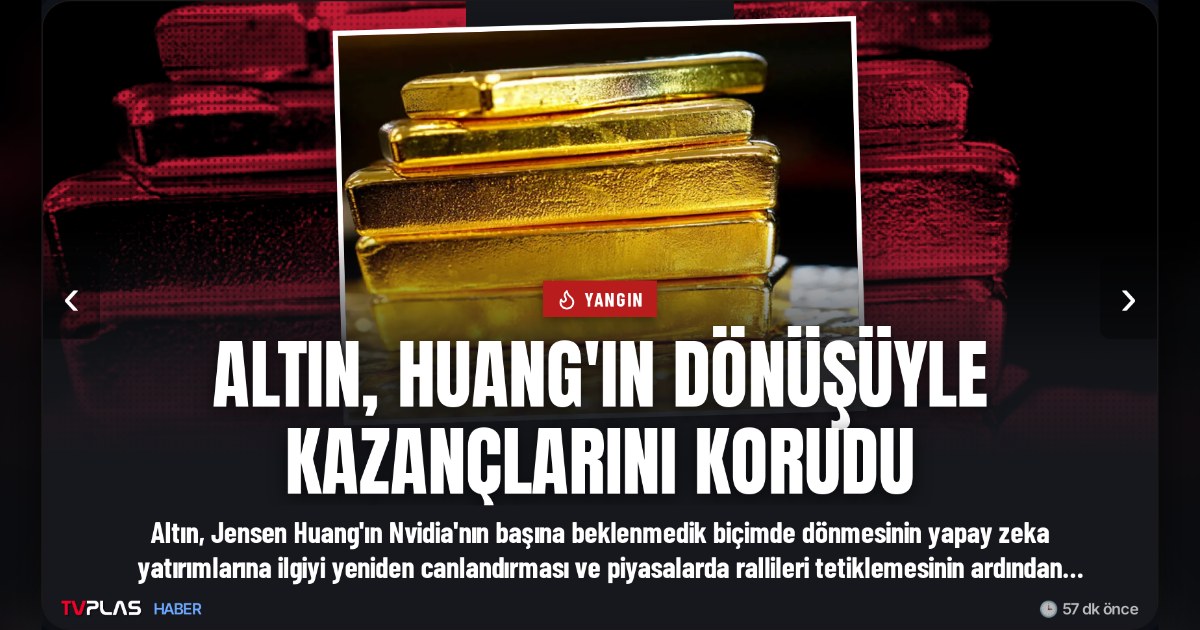 YANGIN
ALTIN, HUANG'IN DÖNÜŞÜYLE
KAZANÇLARINI KORUDU
Altın, Jensen Huang'ın Nvidia'nın başına beklenmedik biçimde dönmesinin yapay zeka
yatırımlarına ilgiyi yeniden canlandırması ve piyasalarda rallileri tetiklemesinin ardından...
TVPLAS HABER
57 dk önce